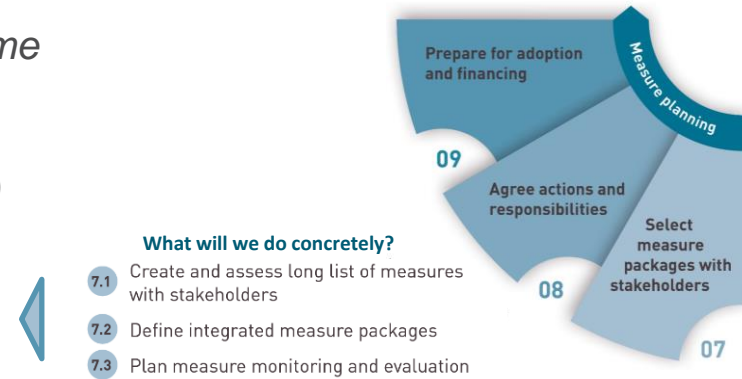 me
Prepare for adoption
and financing
Measure planning
09
Agree actions and
responsibilities
Select
measure
packages with
stakeholders
08
07
What will we do concretely?
7.1 Create and assess long list of measures
with stakeholders
7.2 Define integrated measure packages
7.3 Plan measure monitoring and evaluation